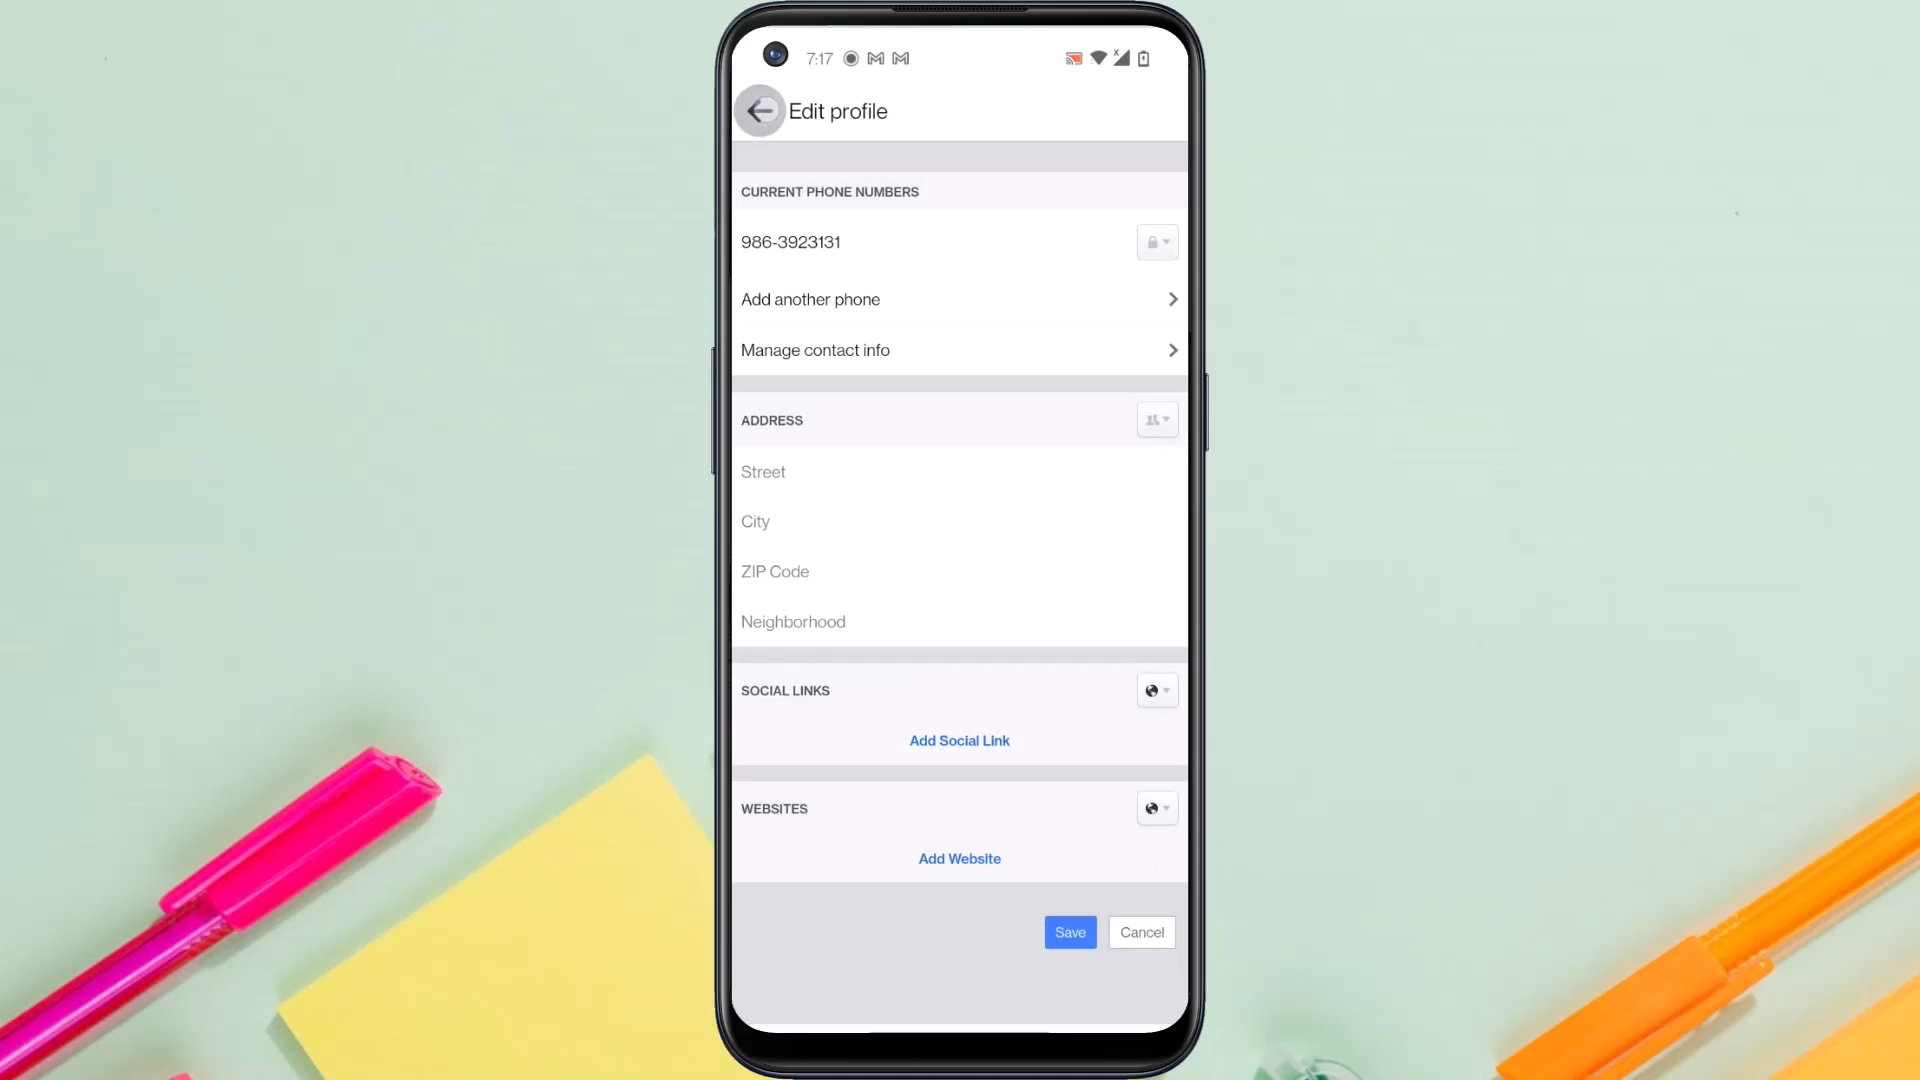 7:17
Edit profile
CURRENT PHONE NUMBERS
986-3923131
Add another phone
Manage contact info
ADDRESS
Street
City
ZIP Code
Neighborhood
SOCIAL LINKS
Add Social Link
WEBSITES
Add Website
Save Cancel